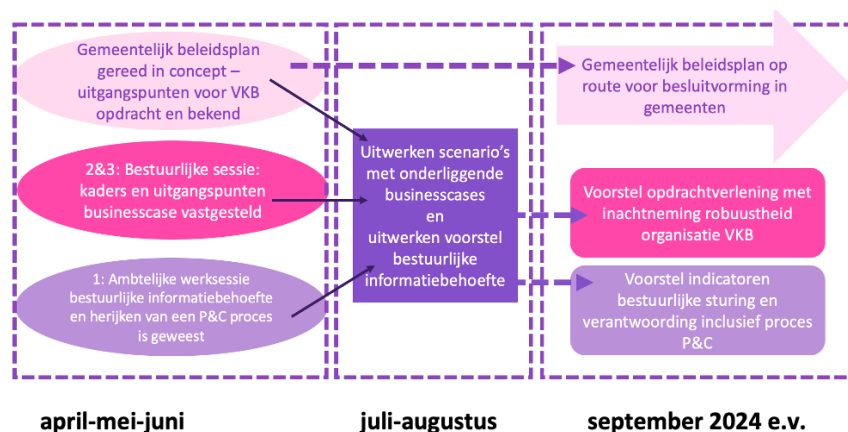 Gemeentelijk beleidsplan
gereed in concept –
uitgangspunten voor VKB
opdracht en bekend
2&3: Bestuurlijke sessie:
kaders en uitgangspunten
businesscase vastgesteld
1: Ambtelijke werksessie
bestuurlijke informatiebehoefte
en herijken van een P&C proces
is geweest
Uitwerken scenario's
met onderliggende
businesscases
en
uitwerken voorstel
bestuurlijke
informatiebehoefte
Gemeentelijk beleidsplan op
route voor besluitvorming in
gemeenten
Voorstel opdrachtverlening met
inachtneming robuustheid
organisatie VKB
Voorstel indicatoren
bestuurlijke sturing en
verantwoording inclusief proces
P&C
april-mei-juni
juli-augustus
september 2024 e.v.